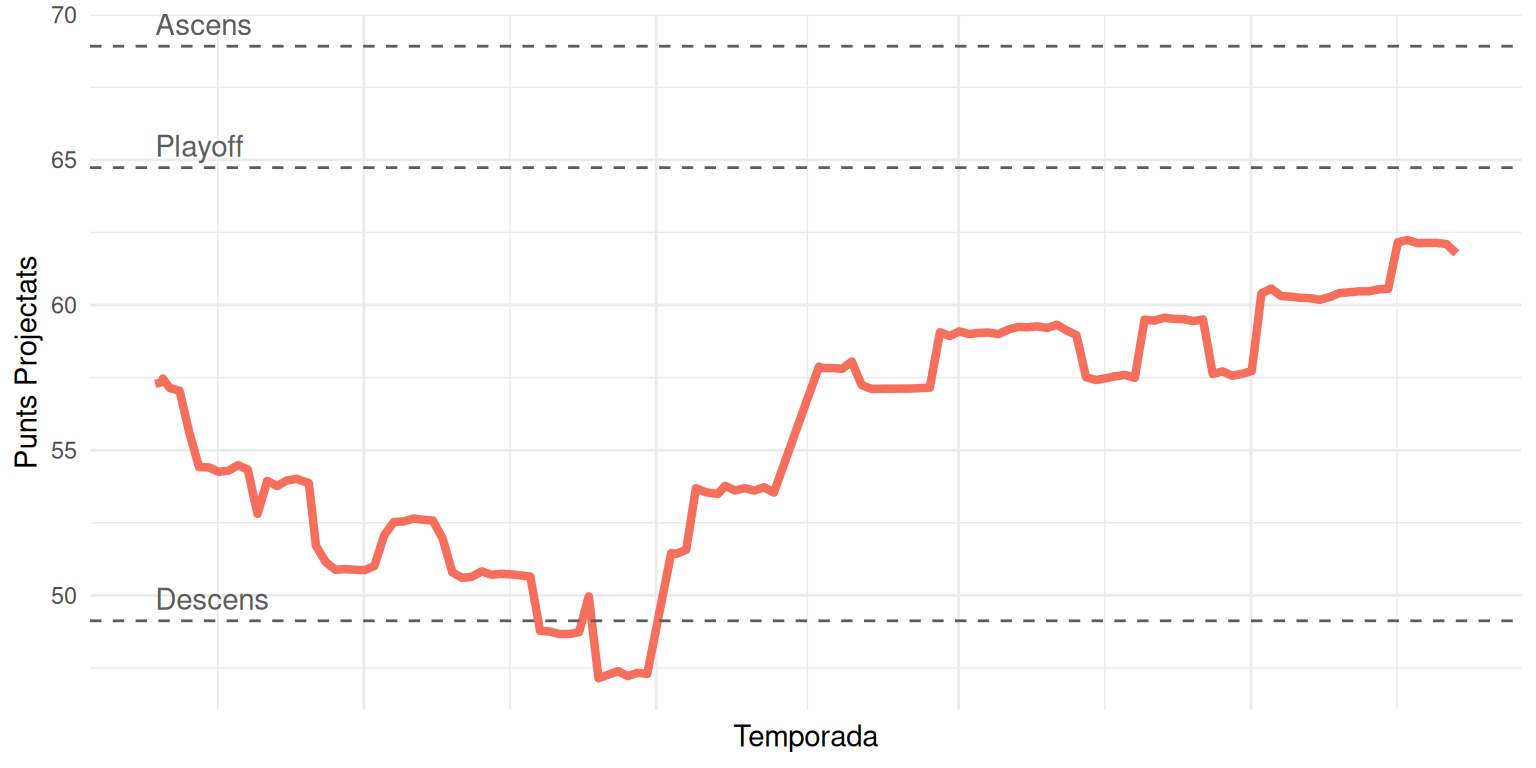 70
Ascens
Playoff
65
60
55
50
Descens
Punts Projectats
Temporada